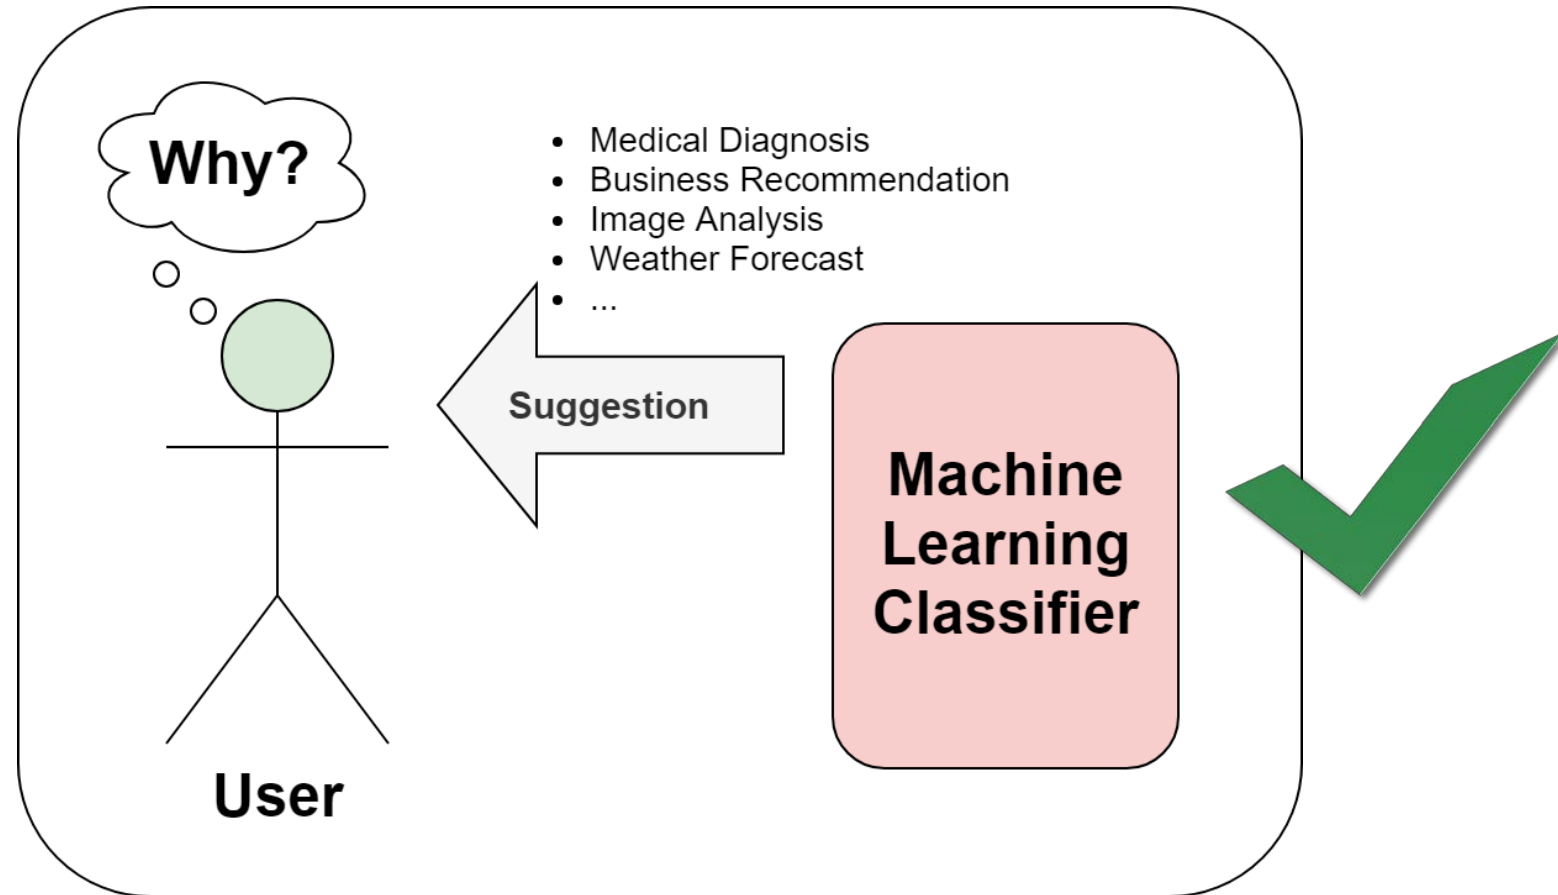 Why?
• Medical Diagnosis
• Business Recommendation
• Image Analysis
• Weather Forecast
• ...
Suggestion
Machine
Learning
Classifier
User